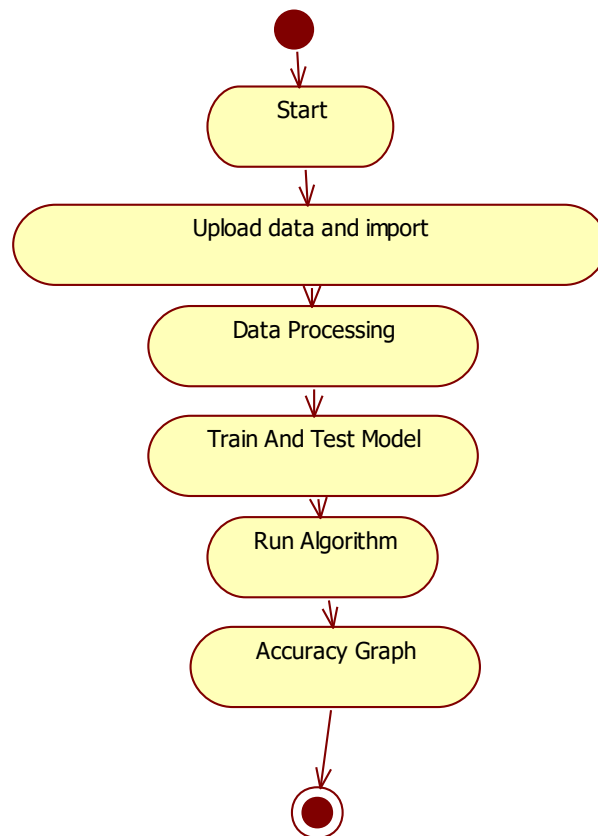 Start
Upload data and import
Data Processing
Train And Test Model
Run Algorithm
Accuracy Graph